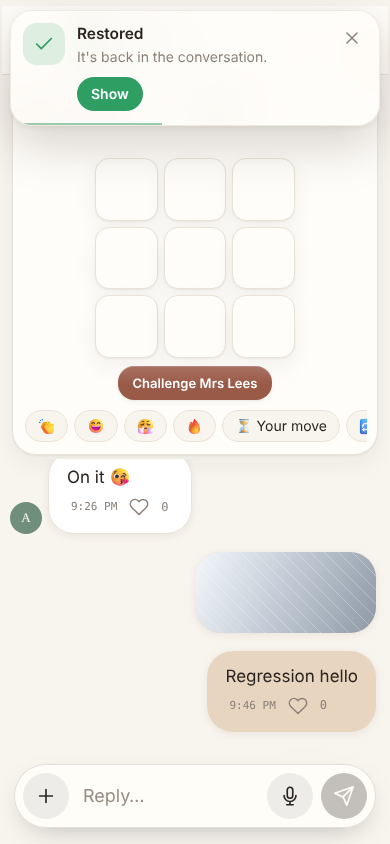 Restored
It's back in the conversation.
Show
Challenge Mrs Lees
⏳ Your move
On it 😘
9:26 PM 0
A
Regression hello
9:46 PM 0
Reply...